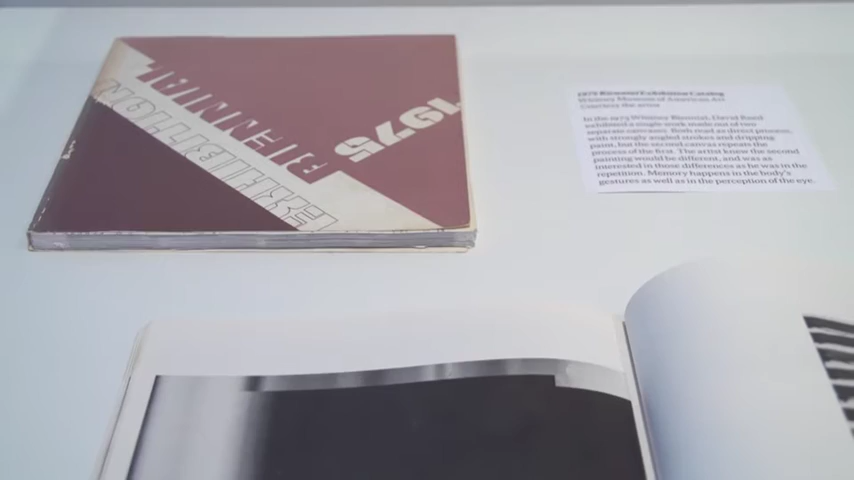 BIENNIAL
1975
EXHIBITION
1975 Biennial Exhibition Catalog
Whitney Museum of American Art
Courtesy the artist
In the 1975 Whitney Biennial, David Reed
exhibited a single work made out of two
separate canvases. Both read as direct process,
with strongly angled strokes and dripping
paint, but the second canvas repeats the
process of the first. The artist knew the second
painting would be different, and was as
interested in those differences as he was in the
repetition. Memory happens in the body's
gestures as well as in the perception of the eye.